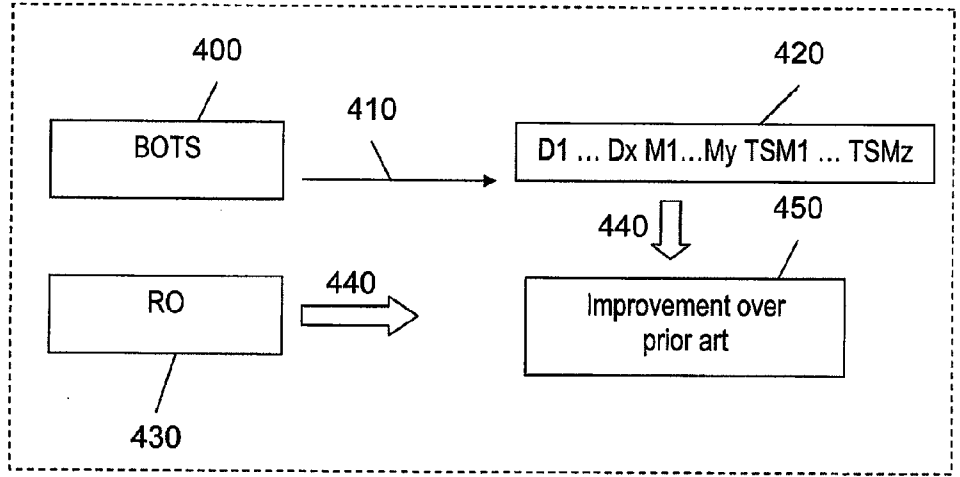 400
420
410
BOTS
D1 ... Dx M1...My TSM1 ... TSMz
450
440
440
RO
Improvement over
prior art
430